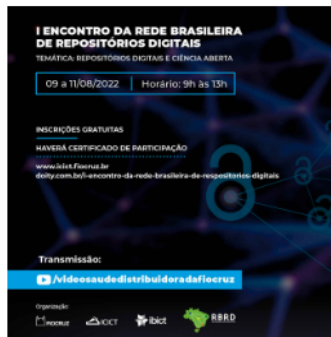 I ENCONTRO DA REDE BRASILEIRA
DE REPOSITÓRIOS DIGITAIS
TEMÁTICA: REPOSITÓRIOS DIGITAIS E CIÊNCIA ABERTA
09 a 11/08/2022 | Horário: 9h às 13h
INSCRIÇÕES GRATUITAS
HAVERÁ CERTIFICADO DE PARTICIPAÇÃO
www.icict.fiocruz.br
doity.com.br/i-encontro-da-rede-brasileira-de-respositorios-digitais
Transmissão:
/videosaudedistribuidoradafiocruz
Organização:
FIOCRUZ ICICT ibict RBRD